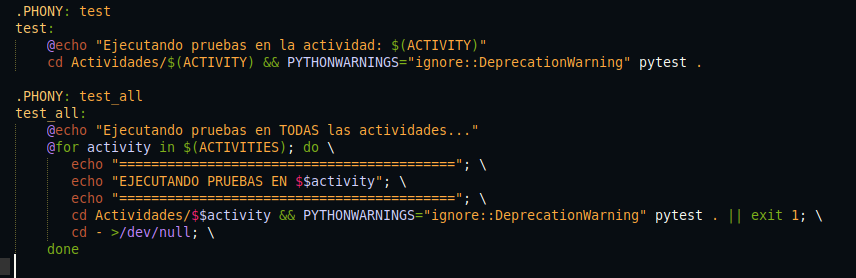 .PHONY: test
test:
    @echo "Ejecutando pruebas en la actividad: $(ACTIVITY)"
    cd Actividades/$(ACTIVITY) && PYTHONWARNINGS="ignore::DeprecationWarning" pytest .

.PHONY: test_all
test_all:
    @echo "Ejecutando pruebas en TODAS las actividades..."
    @for activity in $(ACTIVITIES); do \
       echo "=========================================="; \
       echo "EJECUTANDO PRUEBAS EN $$activity"; \
       echo "=========================================="; \
       cd Actividades/$$activity && PYTHONWARNINGS="ignore::DeprecationWarning" pytest . || exit 1; \
       cd - >/dev/null; \
    done